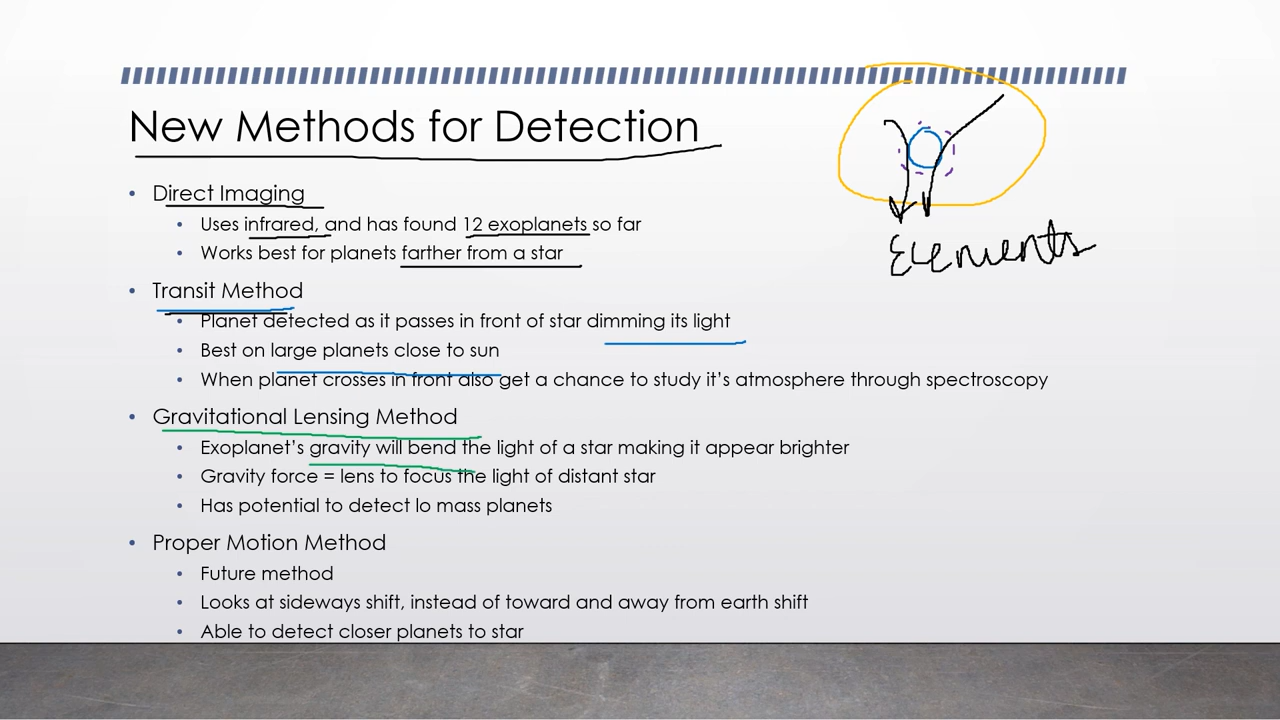 New Methods for Detection
• Direct Imaging
• Uses infrared, and has found 12 exoplanets so far
• Works best for planets farther from a star
• Transit Method
• Planet detected as it passes in front of star dimming its light
• Best on large planets close to sun
• When planet crosses in front also get a chance to study it's atmosphere through spectroscopy
• Gravitational Lensing Method
• Exoplanet's gravity will bend the light of a star making it appear brighter
• Gravity force = lens to focus the light of distant star
• Has potential to detect lo mass planets
• Proper Motion Method
• Future method
• Looks at sideways shift, instead of toward and away from earth shift
• Able to detect closer planets to star
Elements